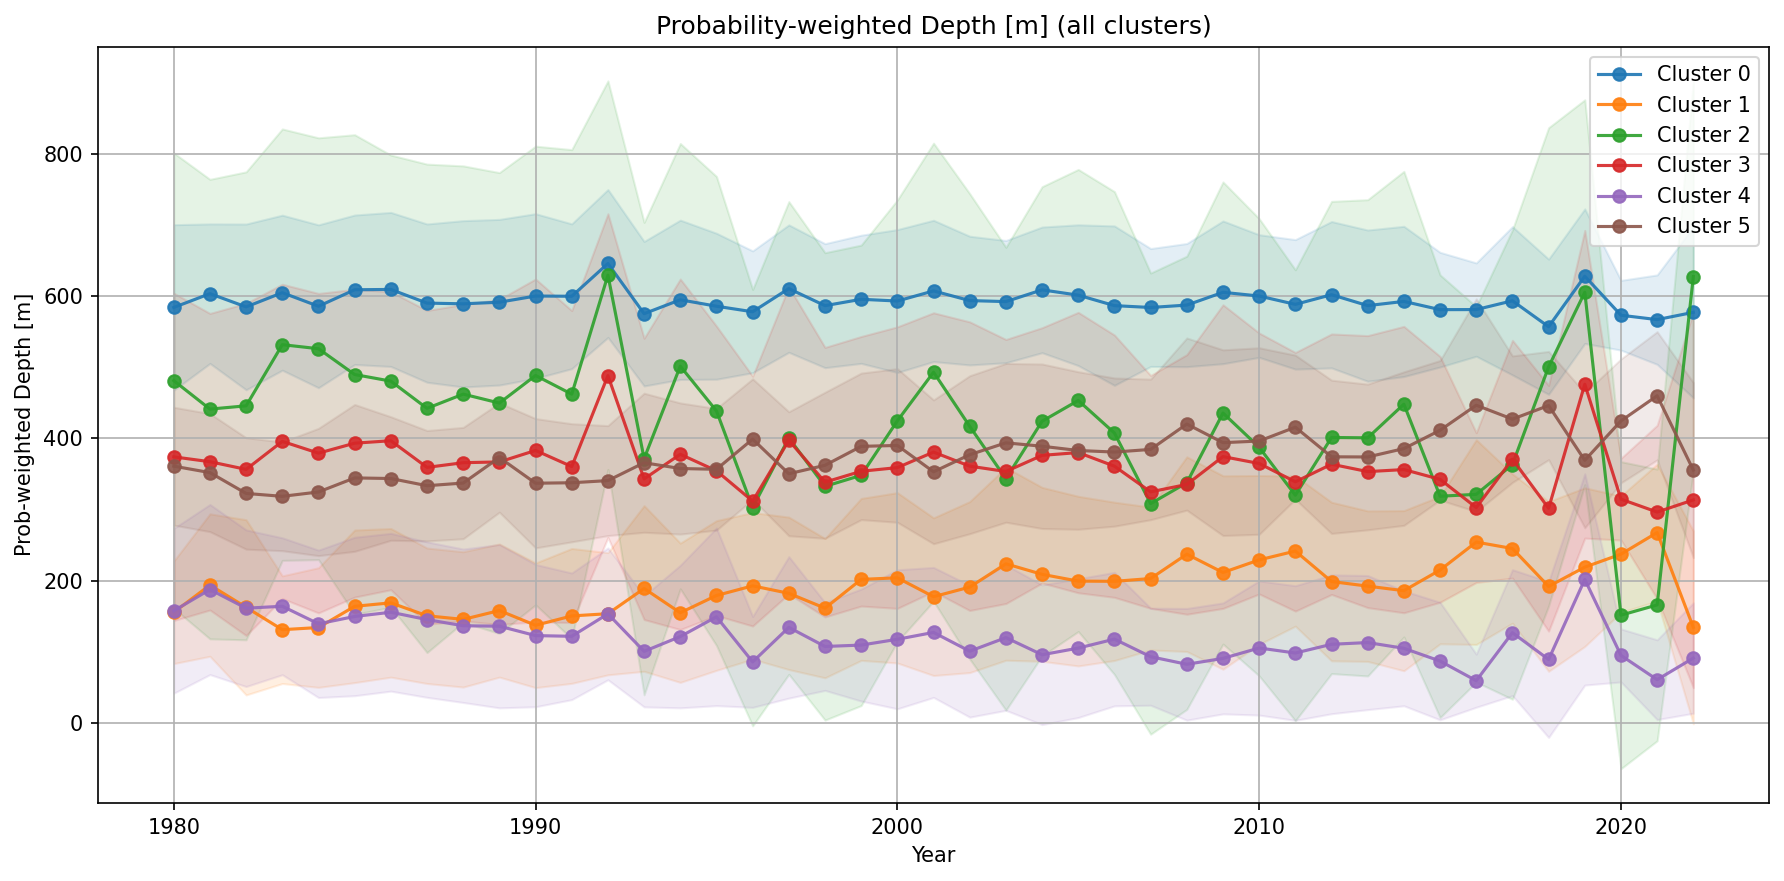 Probability-weighted Depth [m] (all clusters)
Prob-weighted Depth [m]
800
600
400
200
0
1980
1990
2000
2010
2020
Year
Cluster 0
Cluster 1
Cluster 2
Cluster 3
Cluster 4
Cluster 5